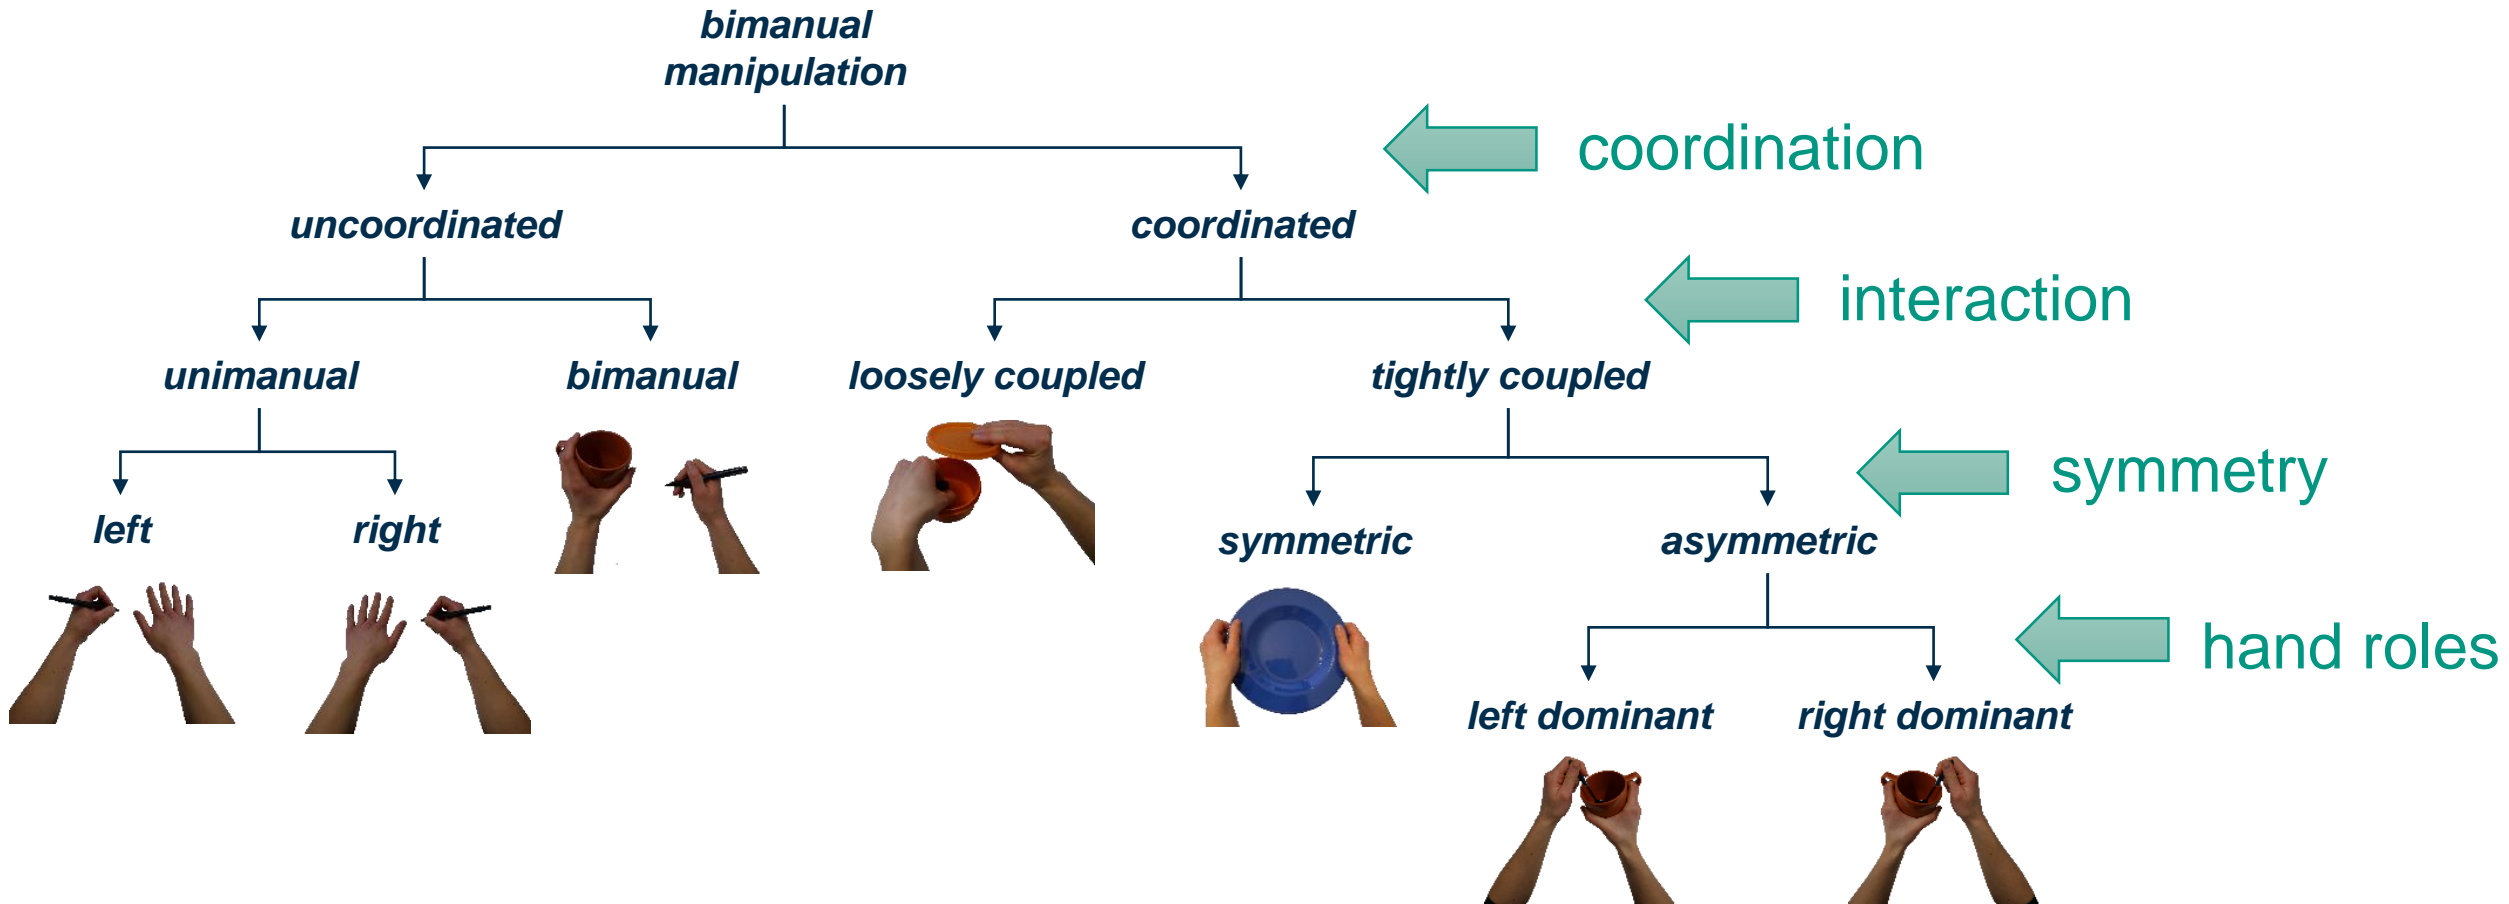 bimanual
manipulation
coordination
uncoordinated
coordinated
interaction
unimanual
bimanual
loosely coupled
tightly coupled
symmetry
left
right
symmetric
asymmetric
hand roles
left dominant
right dominant